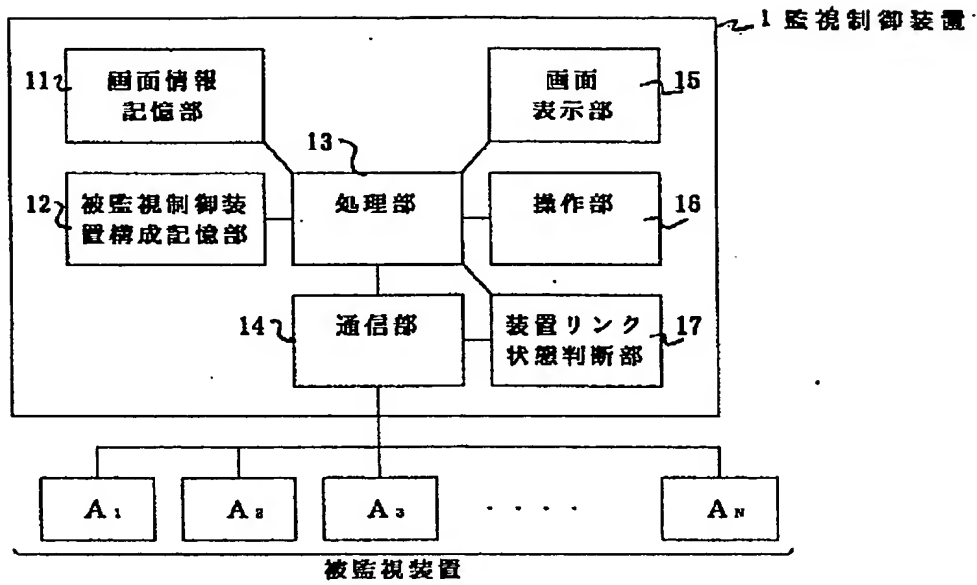 1 監視制御装置
11
画面情報
記憶部
15
画面
表示部
13
12
被監視制御装
置構成記憶部
処理部
16
操作部
14
通信部
17
装置リンク
状態判断部
A1
A2
A3
・・・・
AN
被監視装置